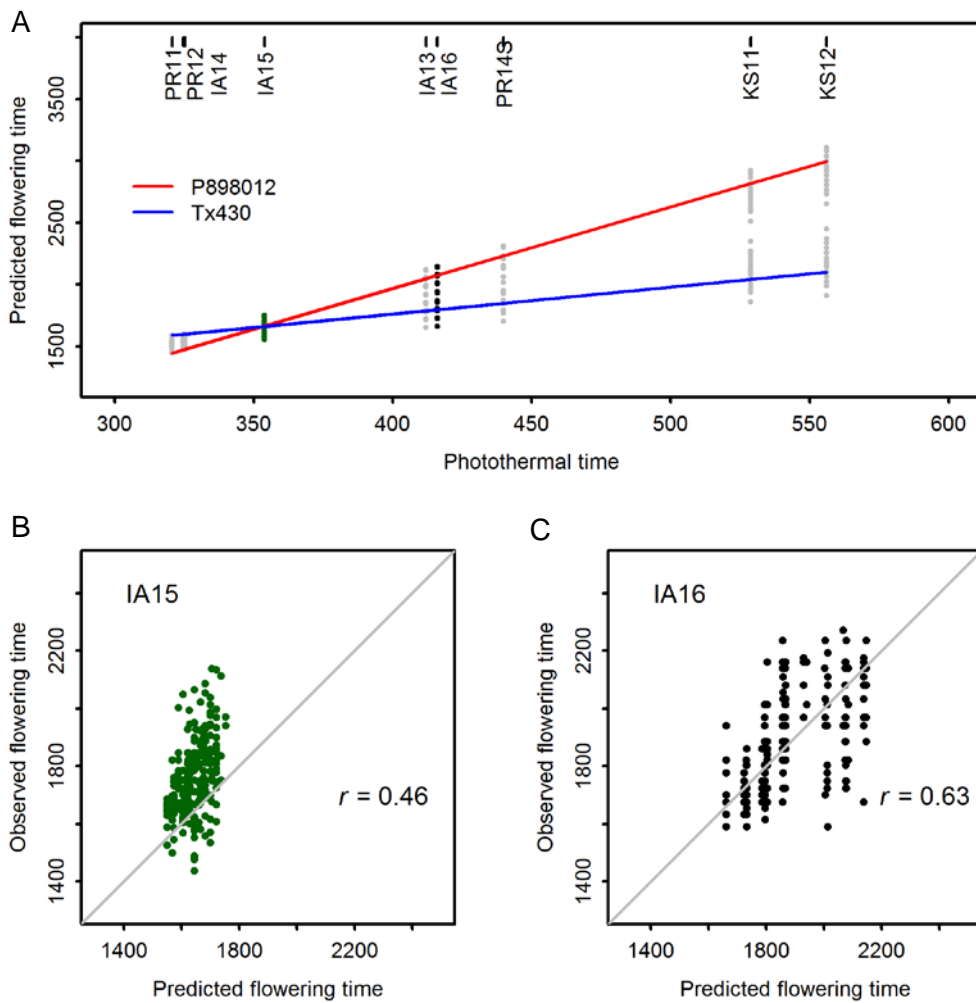 A
PR11
PR12
IA14
IA15
IA13
IA16
PR14S
KS11
KS12
P898012
Tx430
Predicted flowering time
3500
2500
1500
300 350 400 450 500 550 600
Photothermal time
B
IA15
r = 0.46
Observed flowering time
2200
1800
1400
1400 1800 2200
Predicted flowering time
C
IA16
r = 0.63
Observed flowering time
2200
1800
1400
1400 1800 2200
Predicted flowering time